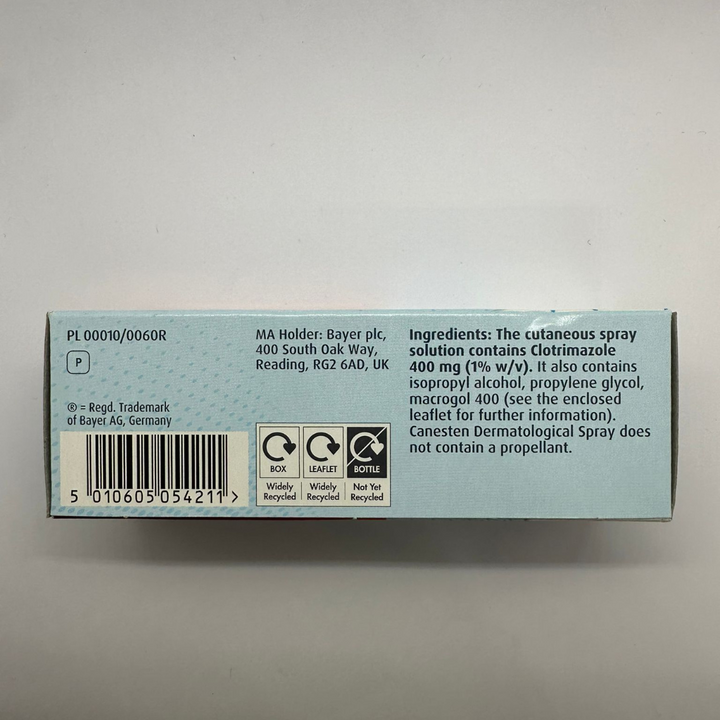 PL 00010/0060R
P
® = Regd. Trademark
of Bayer AG, Germany
5 010605 054211 >
MA Holder: Bayer plc,
400 South Oak Way,
Reading, RG2 6AD, UK
BOX
Widely
Recycled
LEAFLET
Widely
Recycled
BOTTLE
Not Yet
Recycled
Ingredients: The cutaneous spray
solution contains Clotrimazole
400 mg (1% w/v). It also contains
isopropyl alcohol, propylene glycol,
macrogol 400 (see the enclosed
leaflet for further information).
Canesten Dermatological Spray does
not contain a propellant.